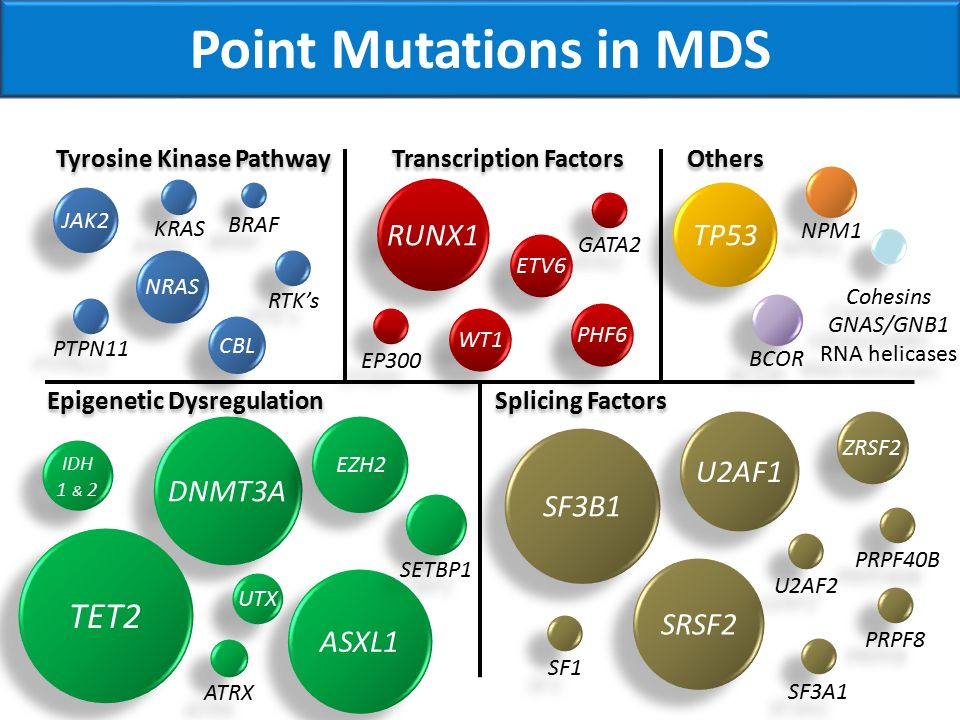 Point Mutations in MDS
Tyrosine Kinase Pathway
JAK2
KRAS
BRAF
NRAS
RTK's
PTPN11
CBL
Transcription Factors
RUNX1
GATA2
ETV6
EP300
WT1
PHF6
Others
TP53
NPM1
BCOR
Cohesins
GNAS/GNB1
RNA helicases
Epigenetic Dysregulation
IDH
1 & 2
DNMT3A
EZH2
SETBP1
TET2
UTX
ASXL1
ATRX
Splicing Factors
SF3B1
U2AF1
ZRSF2
PRPF40B
U2AF2
SRSF2
PRPF8
SF1
SF3A1